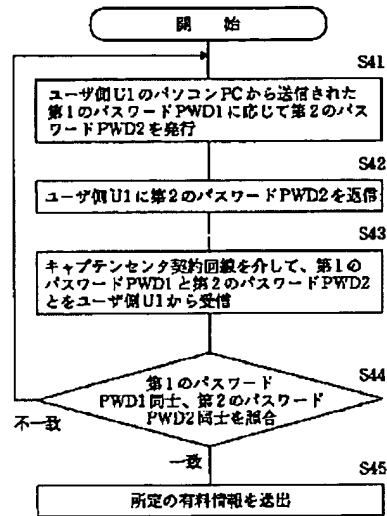 開 始
S41
ユーザ側U1のパソコンPCから送信された
第1のパスワードPWD1に応じて第2のパス
ワードPWD2を発行
S42
ユーザ側U1に第2のパスワードPWD2を返信
S43
キャプテンセンタ契約回線を介して、第1の
パスワードPWD1と第2のパスワードPWD2
とをユーザ側U1から受信
S44
第1のパスワード
PWD1同士、第2のパスワード
PWD2同士を照合
不一致
一致
S45
所定の有料情報を送出